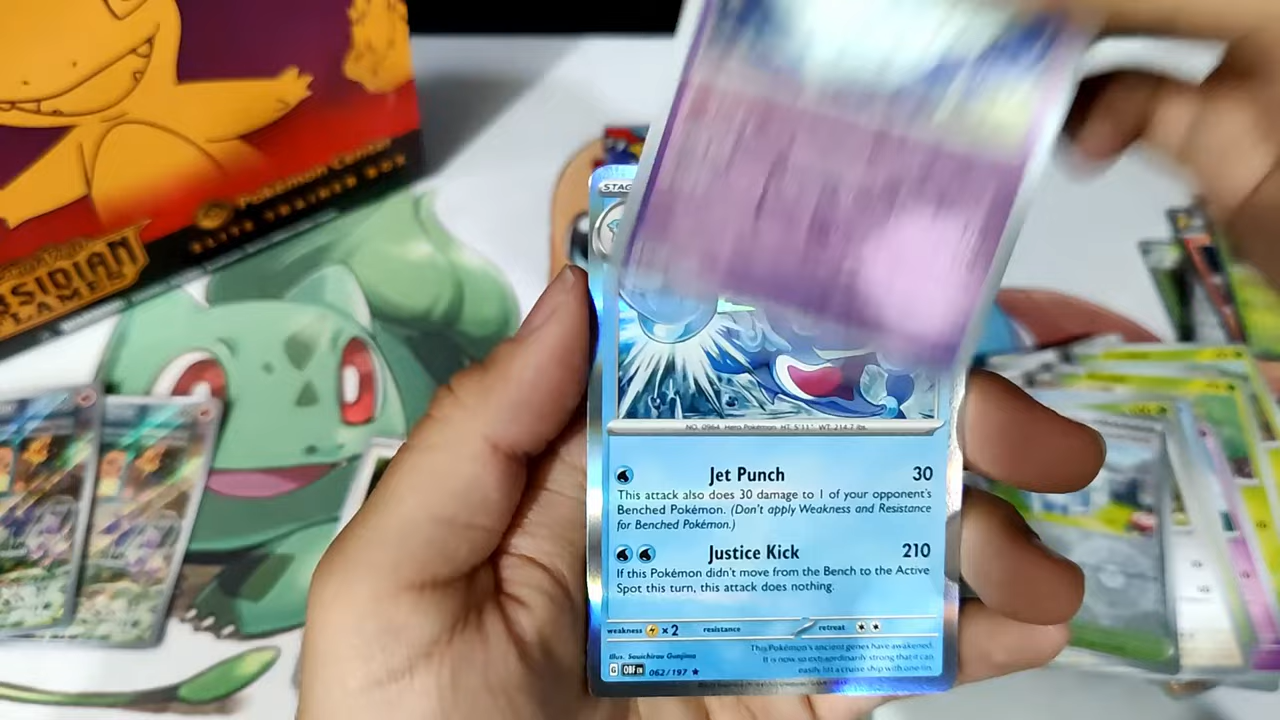 Pokémon Center
ELITE TRAINER BOX
OBSIDIAN
FLAMES
STAG
NO. 0964 Hero Pokémon HT: 5'11" WT: 214.7 lbs.
Jet Punch 30
This attack also does 30 damage to 1 of your opponent's
Benched Pokémon. (Don't apply Weakness and Resistance
for Benched Pokémon.)
Justice Kick 210
If this Pokémon didn't move from the Bench to the Active
Spot this turn, this attack does nothing.
weakness x2 resistance retreat
Illus. Souichirou Gunjima
This Pokémon's ancient genes have awakened.
It is now so extraordinarily strong that it can
easily lift a cruise ship with one fin.
G OBF EN 062/197